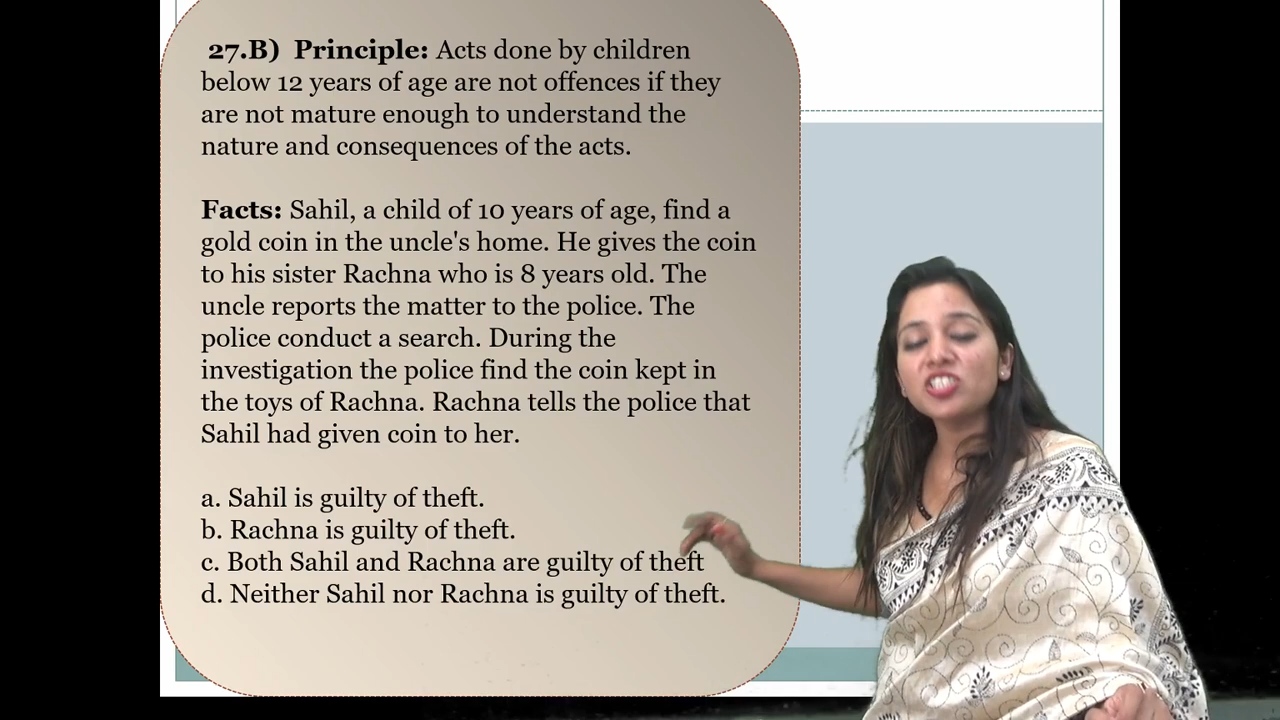 27.B) Principle: Acts done by children
below 12 years of age are not offences if they
are not mature enough to understand the
nature and consequences of the acts.
Facts: Sahil, a child of 10 years of age, find a
gold coin in the uncle's home. He gives the coin
to his sister Rachna who is 8 years old. The
uncle reports the matter to the police. The
police conduct a search. During the
investigation the police find the coin kept in
the toys of Rachna. Rachna tells the police that
Sahil had given coin to her.
a. Sahil is guilty of theft.
b. Rachna is guilty of theft.
c. Both Sahil and Rachna are guilty of theft
d. Neither Sahil nor Rachna is guilty of theft.